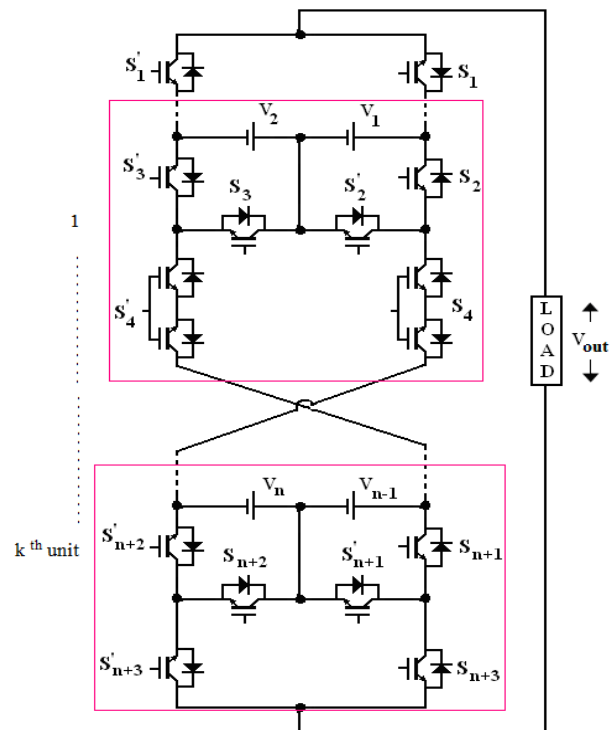 S'1
S1
V2
V1
S'3
S3
S'2
S2
1
S'4
S4
LOAD
Vout
Vn
Vn-1
k th unit
S'n+2
Sn+2
S'n+1
Sn+1
S'n+3
Sn+3